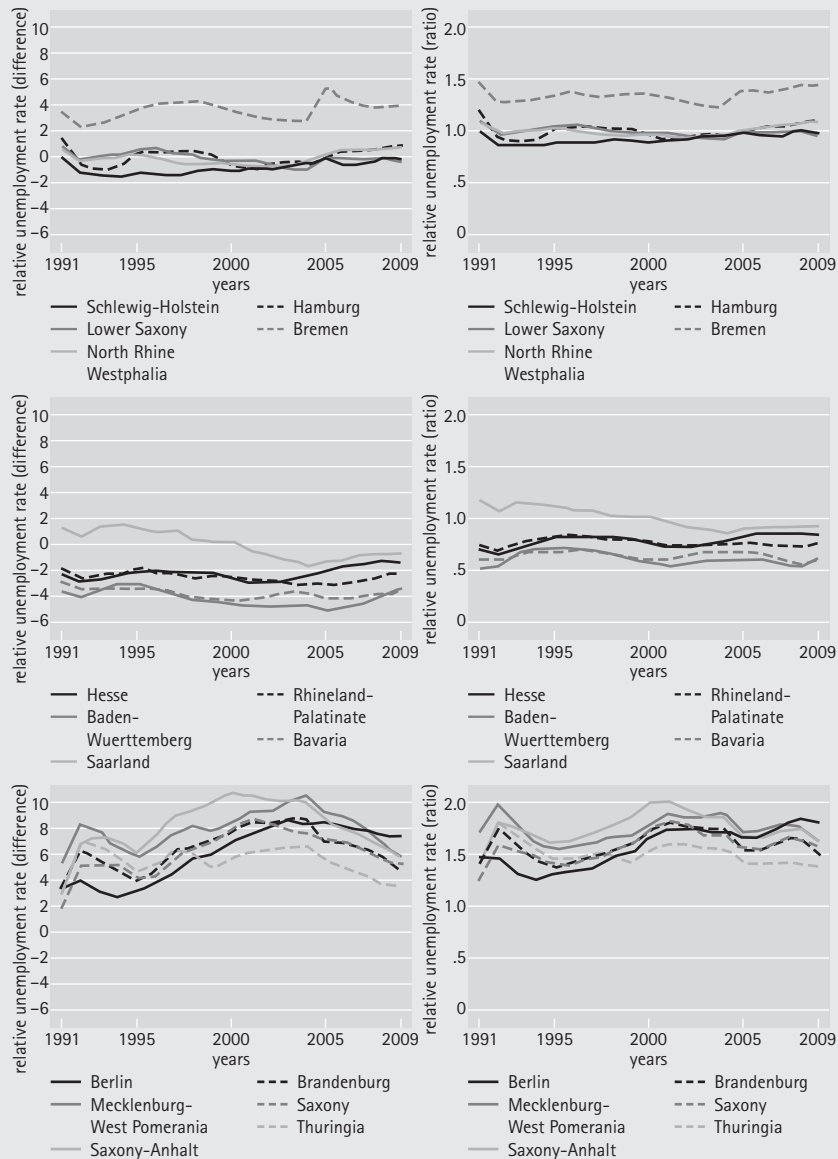 relative unemployment rate (difference)
10
8
6
4
2
0
−2
−4
−6
1991 1995 2000 2005 2009
years
Schlewig-Holstein
Lower Saxony
North Rhine
Westphalia
Hamburg
Bremen
relative unemployment rate (ratio)
2.0
1.5
1.0
.5
0
1991 1995 2000 2005 2009
years
Schlewig-Holstein
Lower Saxony
North Rhine
Westphalia
Hamburg
Bremen
relative unemployment rate (difference)
10
8
6
4
2
0
−2
−4
−6
1991 1995 2000 2005 2009
years
Hesse
Baden-
Wuerttemberg
Saarland
Rhineland-
Palatinate
Bavaria
relative unemployment rate (ratio)
2.0
1.5
1.0
.5
0
1991 1995 2000 2005 2009
years
Hesse
Baden-
Wuerttemberg
Saarland
Rhineland-
Palatinate
Bavaria
relative unemployment rate (difference)
10
8
6
4
2
0
−2
−4
−6
1991 1995 2000 2005 2009
years
Berlin
Mecklenburg-
West Pomerania
Saxony-Anhalt
Brandenburg
Saxony
Thuringia
relative unemployment rate (ratio)
2.0
1.5
1.0
.5
0
1991 1995 2000 2005 2009
years
Berlin
Mecklenburg-
West Pomerania
Saxony-Anhalt
Brandenburg
Saxony
Thuringia